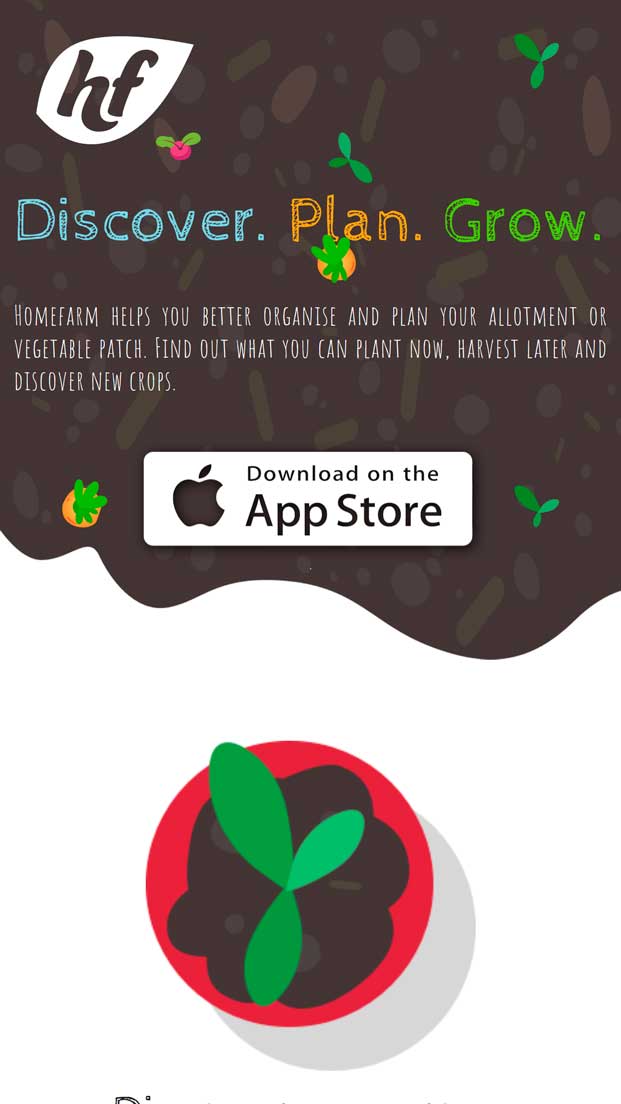 hf
Discover. Plan. Grow.
Homefarm helps you better organise and plan your allotment or
vegetable patch. Find out what you can plant now, harvest later and
discover new crops.
Download on the
App Store